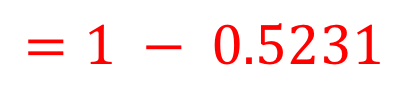 = 1 − 0.5231